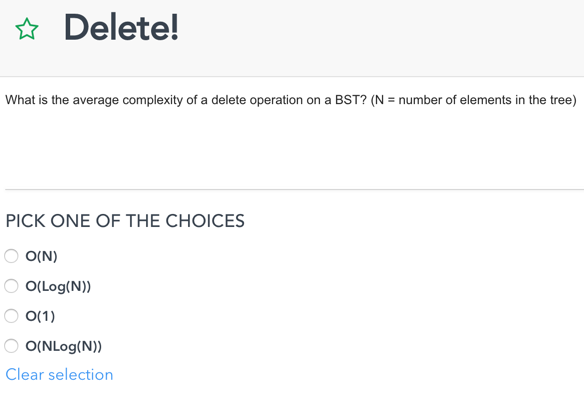 Delete!
What is the average complexity of a delete operation on a BST? (N = number of elements in the tree)
PICK ONE OF THE CHOICES
O(N)
O(Log(N))
O(1)
O(NLog(N))
Clear selection